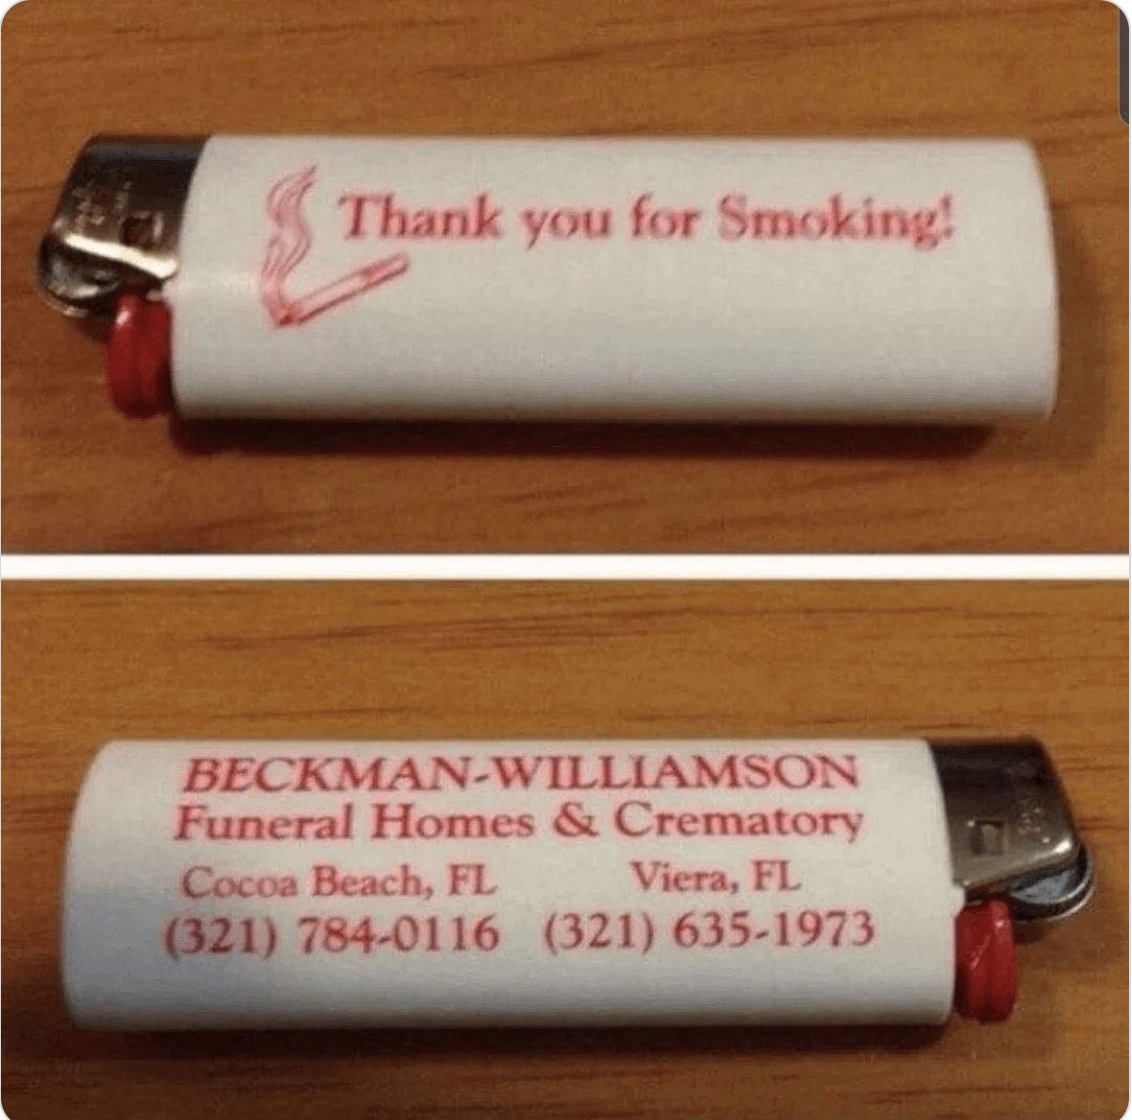 Thank you for Smoking!
BECKMAN-WILLIAMSON
Funeral Homes & Crematory
Cocoa Beach, FL Viera, FL
(321) 784-0116 (321) 635-1973